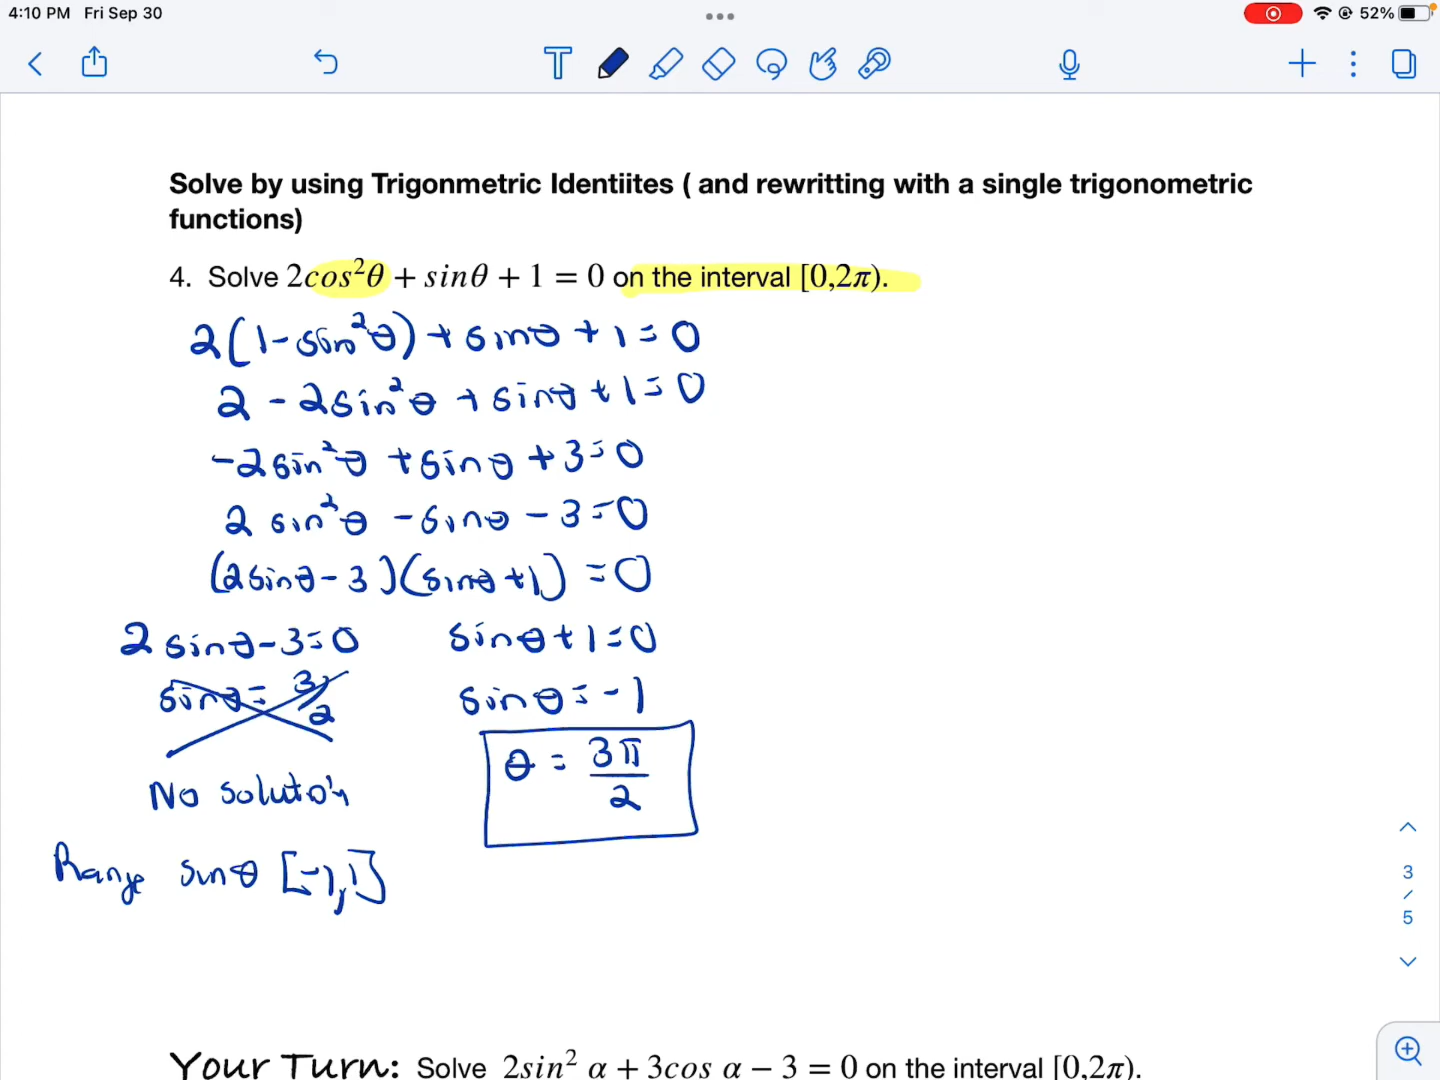 4:10 PM Fri Sep 30
52%
T
Solve by using Trigonmetric Identiites ( and rewritting with a single trigonometric
functions)
4. Solve 2cos²θ + sinθ + 1 = 0 on the interval [0,2π).
2(1-sin²θ) + sinθ + 1 = 0
2 - 2sin²θ + sinθ + 1 = 0
-2sin²θ + sinθ + 3 = 0
2 sin²θ - sinθ - 3 = 0
(2sinθ - 3)(sinθ + 1) = 0
2 sinθ - 3 = 0 sinθ + 1 = 0
sinθ = 3/2 sinθ = -1
θ = 3π/2
No solution
Range sinθ [-1,1]
3
/
5
Your Turn: Solve 2sin² α + 3cos α − 3 = 0 on the interval [0,2π).